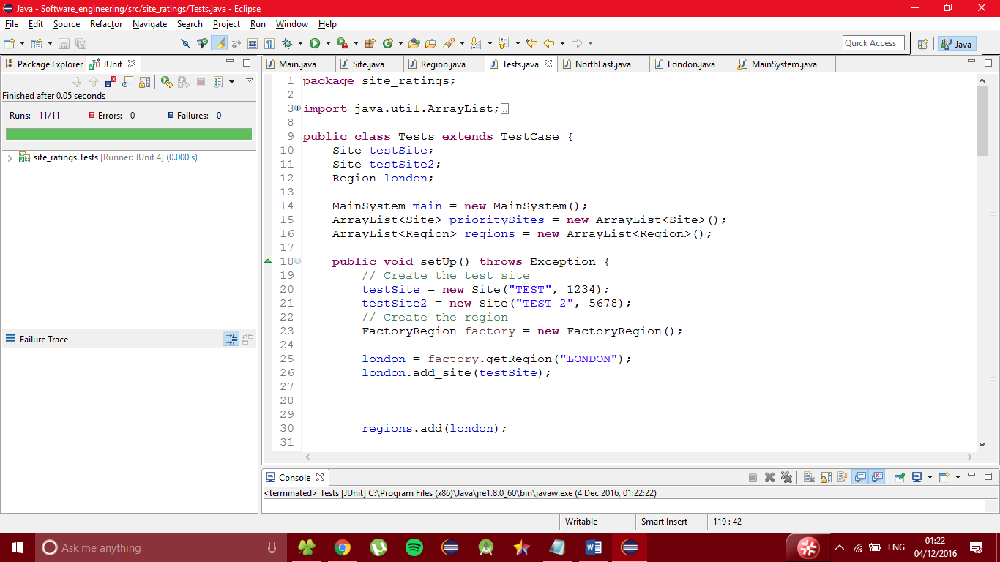 Java - Software_engineering/src/site_ratings/Tests.java - Eclipse
File Edit Source Refactor Navigate Search Project Run Window Help
Quick Access Java
Package Explorer JUnit
Finished after 0.05 seconds
Runs: 11/11 Errors: 0 Failures: 0
site_ratings.Tests [Runner: JUnit 4] (0.000 s)
Failure Trace
Main.java Site.java Region.java Tests.java NorthEast.java London.java MainSystem.java
1 package site_ratings;
2
3 import java.util.ArrayList;
8
9 public class Tests extends TestCase {
10 Site testSite;
11 Site testSite2;
12 Region london;
13
14 MainSystem main = new MainSystem();
15 ArrayList<Site> prioritySites = new ArrayList<Site>();
16 ArrayList<Region> regions = new ArrayList<Region>();
17
18 public void setUp() throws Exception {
19 // Create the test site
20 testSite = new Site("TEST", 1234);
21 testSite2 = new Site("TEST 2", 5678);
22 // Create the region
23 FactoryRegion factory = new FactoryRegion();
24
25 london = factory.getRegion("LONDON");
26 london.add_site(testSite);
27
28
29
30 regions.add(london);
31
Console
<terminated> Tests [JUnit] C:\Program Files (x86)\Java\jre1.8.0_60\bin\javaw.exe (4 Dec 2016, 01:22:22)
Writable Smart Insert 119 : 42
Ask me anything
ENG
01:22
04/12/2016